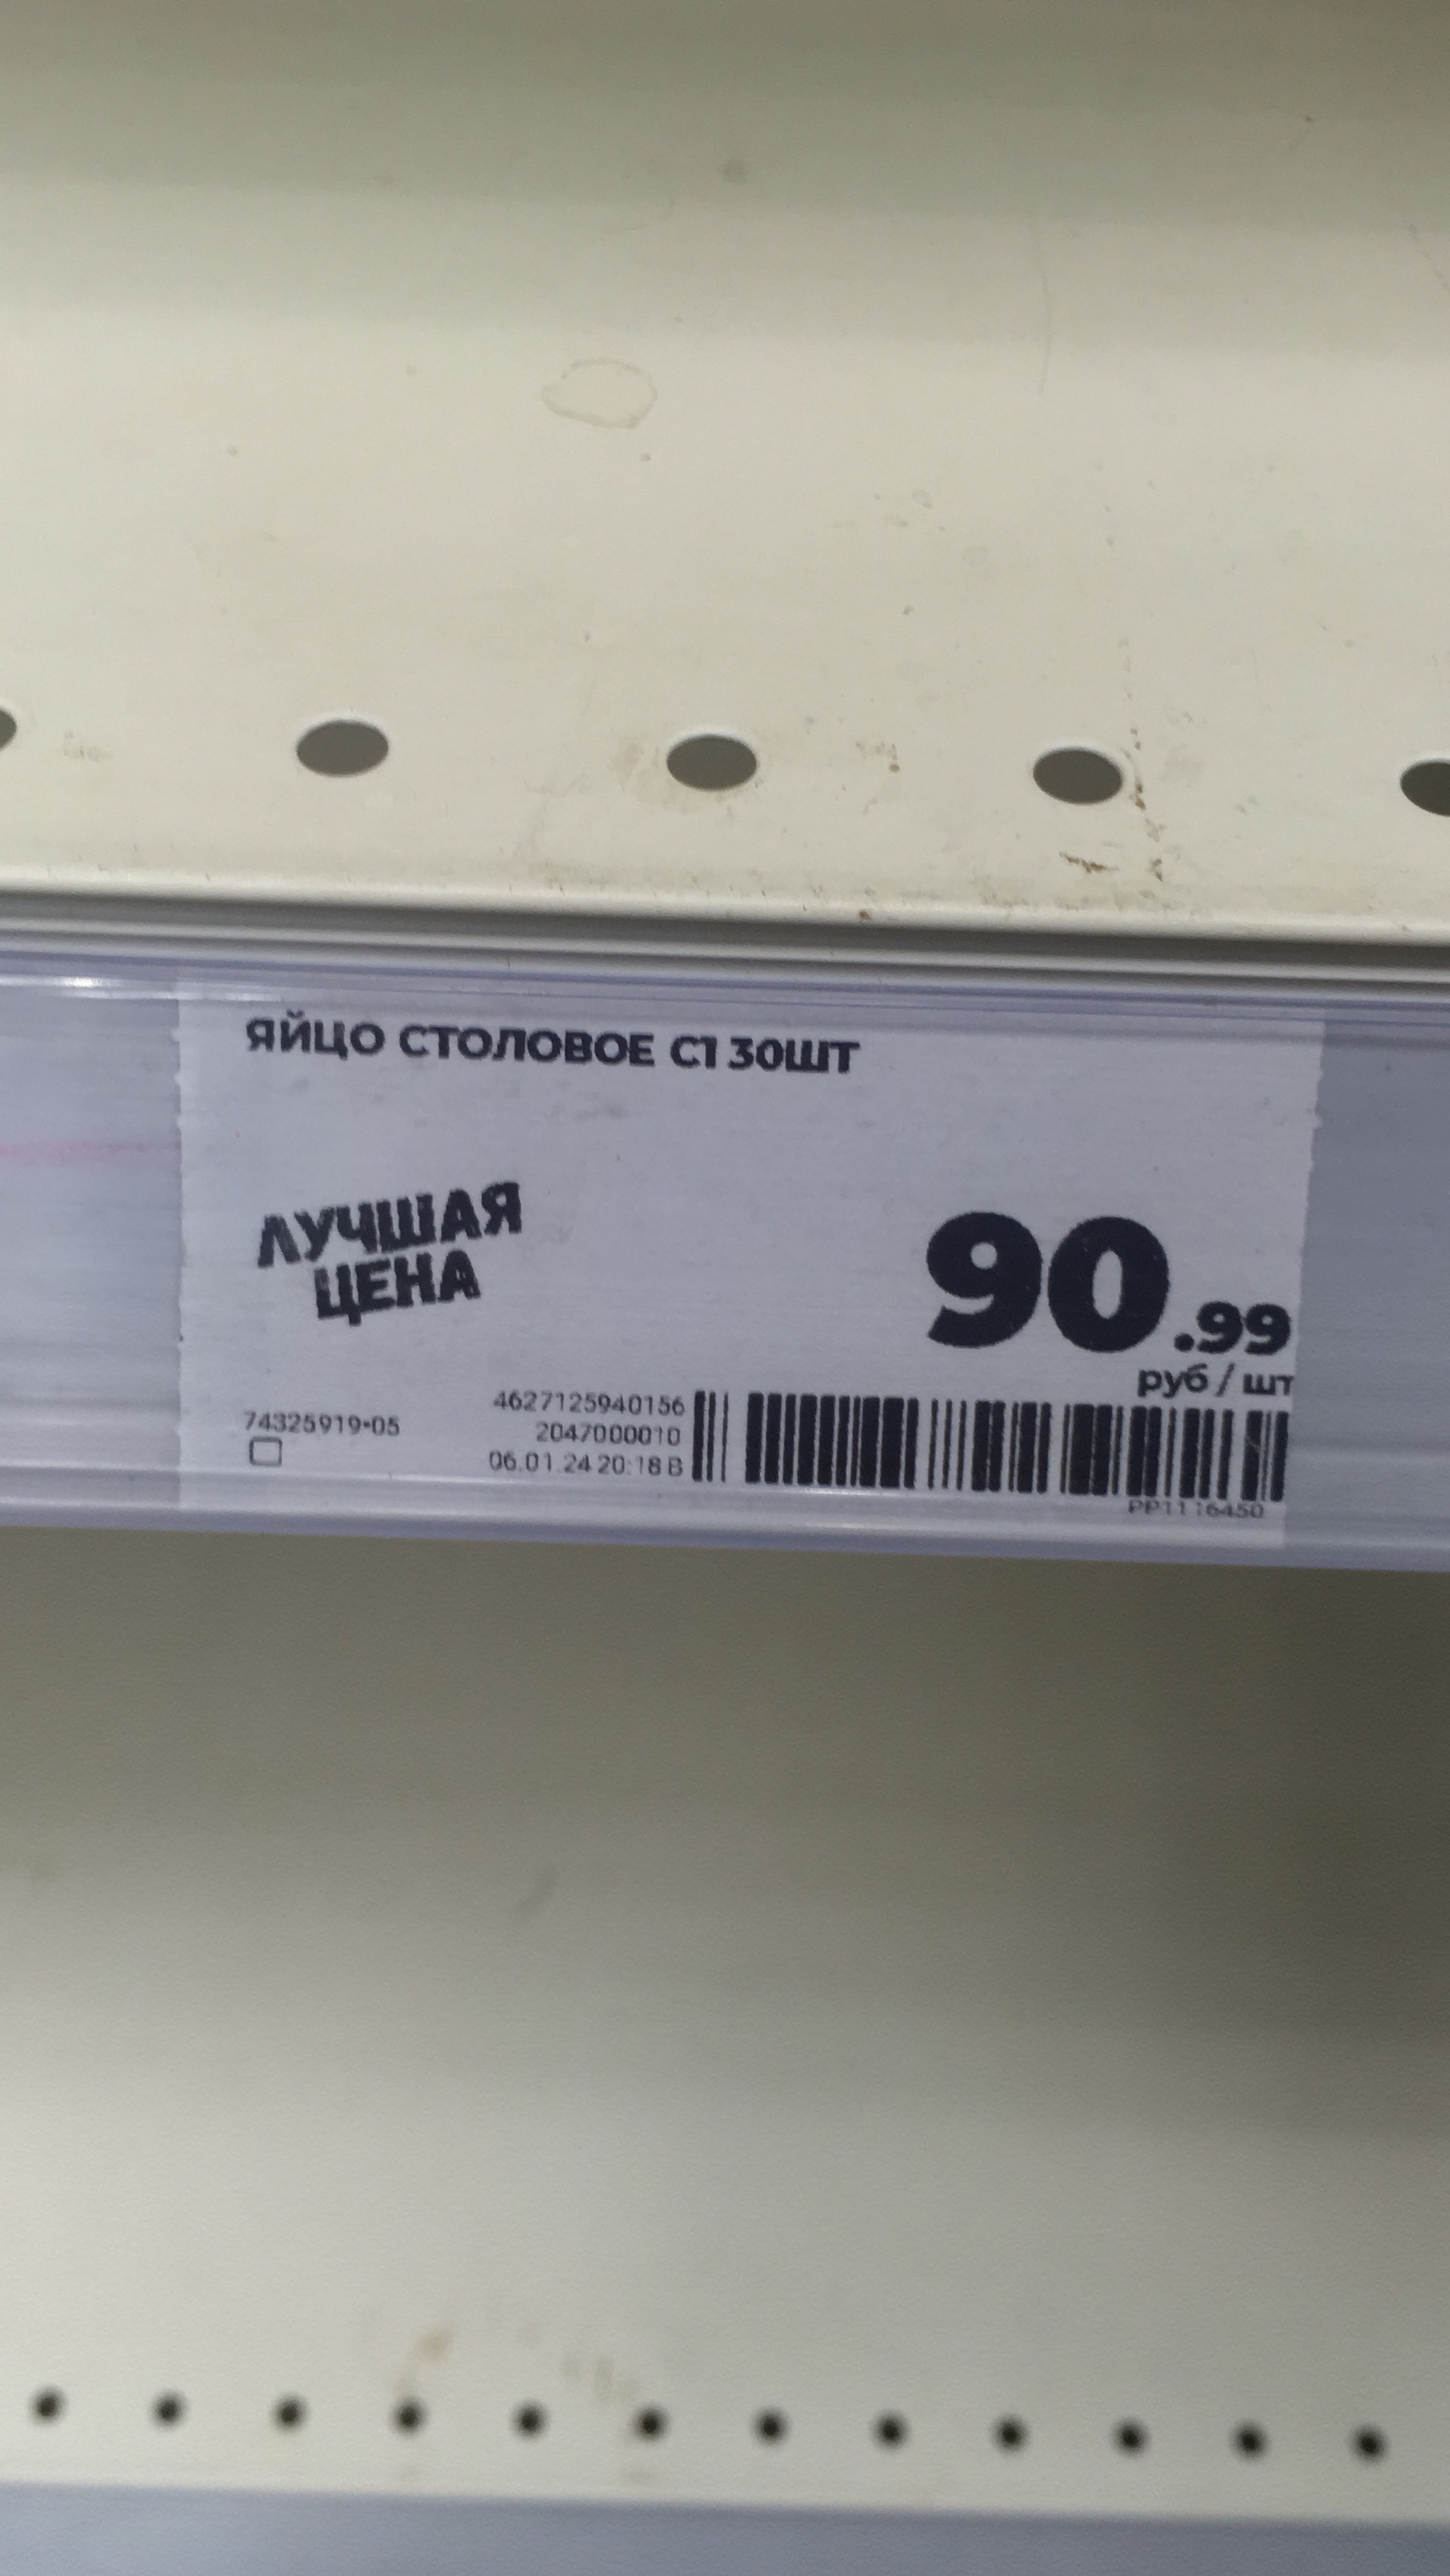 ЯЙЦО СТОЛОВОЕ С1 30ШТ
ЛУЧШАЯ
ЦЕНА
90.99
руб / шт
74325919-05
4627125940156
2047000010
06.01.24 20:18 В
PP1116450